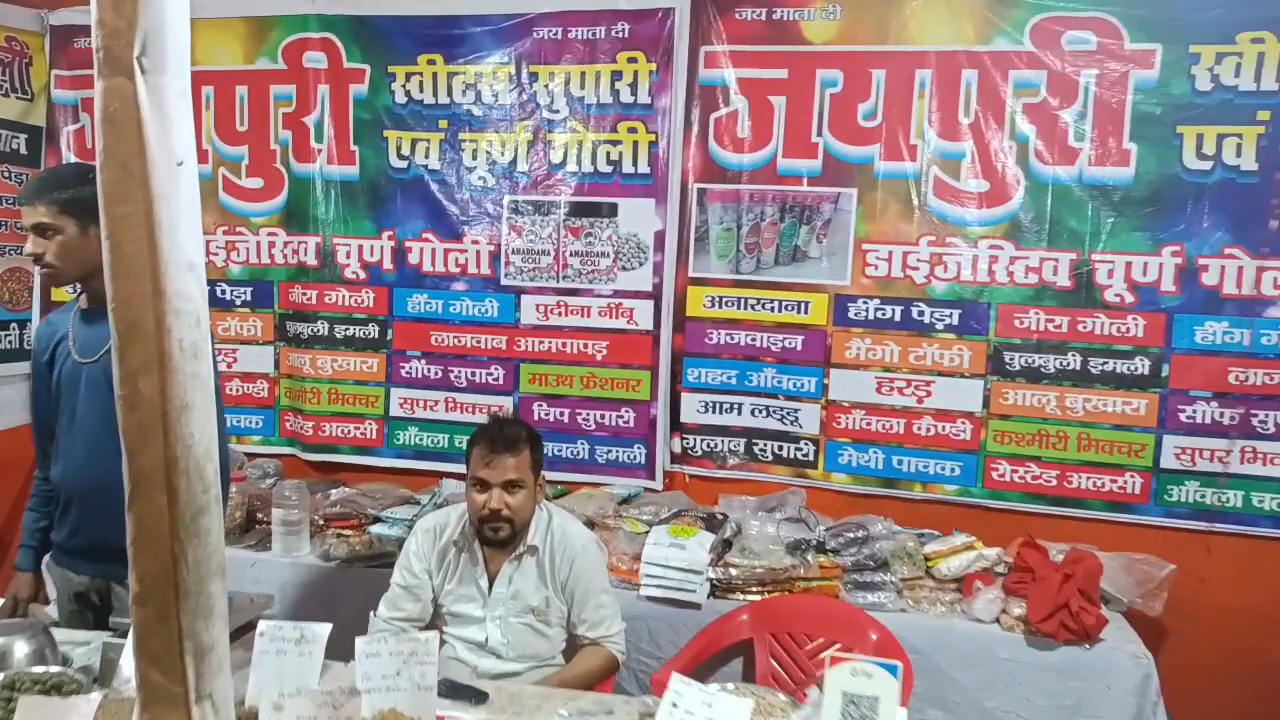 जय माता दी
पुरी
स्वीट्स सुपारी
एवं चूर्ण गोली
ANARDANA
GOLI
ANARDANA
GOLI
डाईजेस्टिव चूर्ण गोली
पेड़ा
जीरा गोली
हींग गोली
पुदीना नींबू
टॉफी
चुलबुली इमली
लाजवाब आमपापड़
आलू बुखारा
सौंफ सुपारी
माउथ फ्रेशनर
कैण्डी
कश्मीरी मिक्चर
सुपर मिक्चर
चिप सुपारी
पाचक
रोस्टेड अलसी
आँवला
इमली
जय माता दी
जयपुरी
एवं
डाईजेस्टिव चूर्ण
अनारदाना
हींग पेड़ा
जीरा गोली
हींग
अजवाइन
मैंगो टॉफी
चुलबुली इमली
शहद आँवला
हरड़
आलू बुखारा
सौंफ
आम लड्डू
आँवला कैण्डी
कश्मीरी मिक्चर
सुपर
गुलाब सुपारी
मेथी पाचक
रोस्टेड अलसी
आँवला